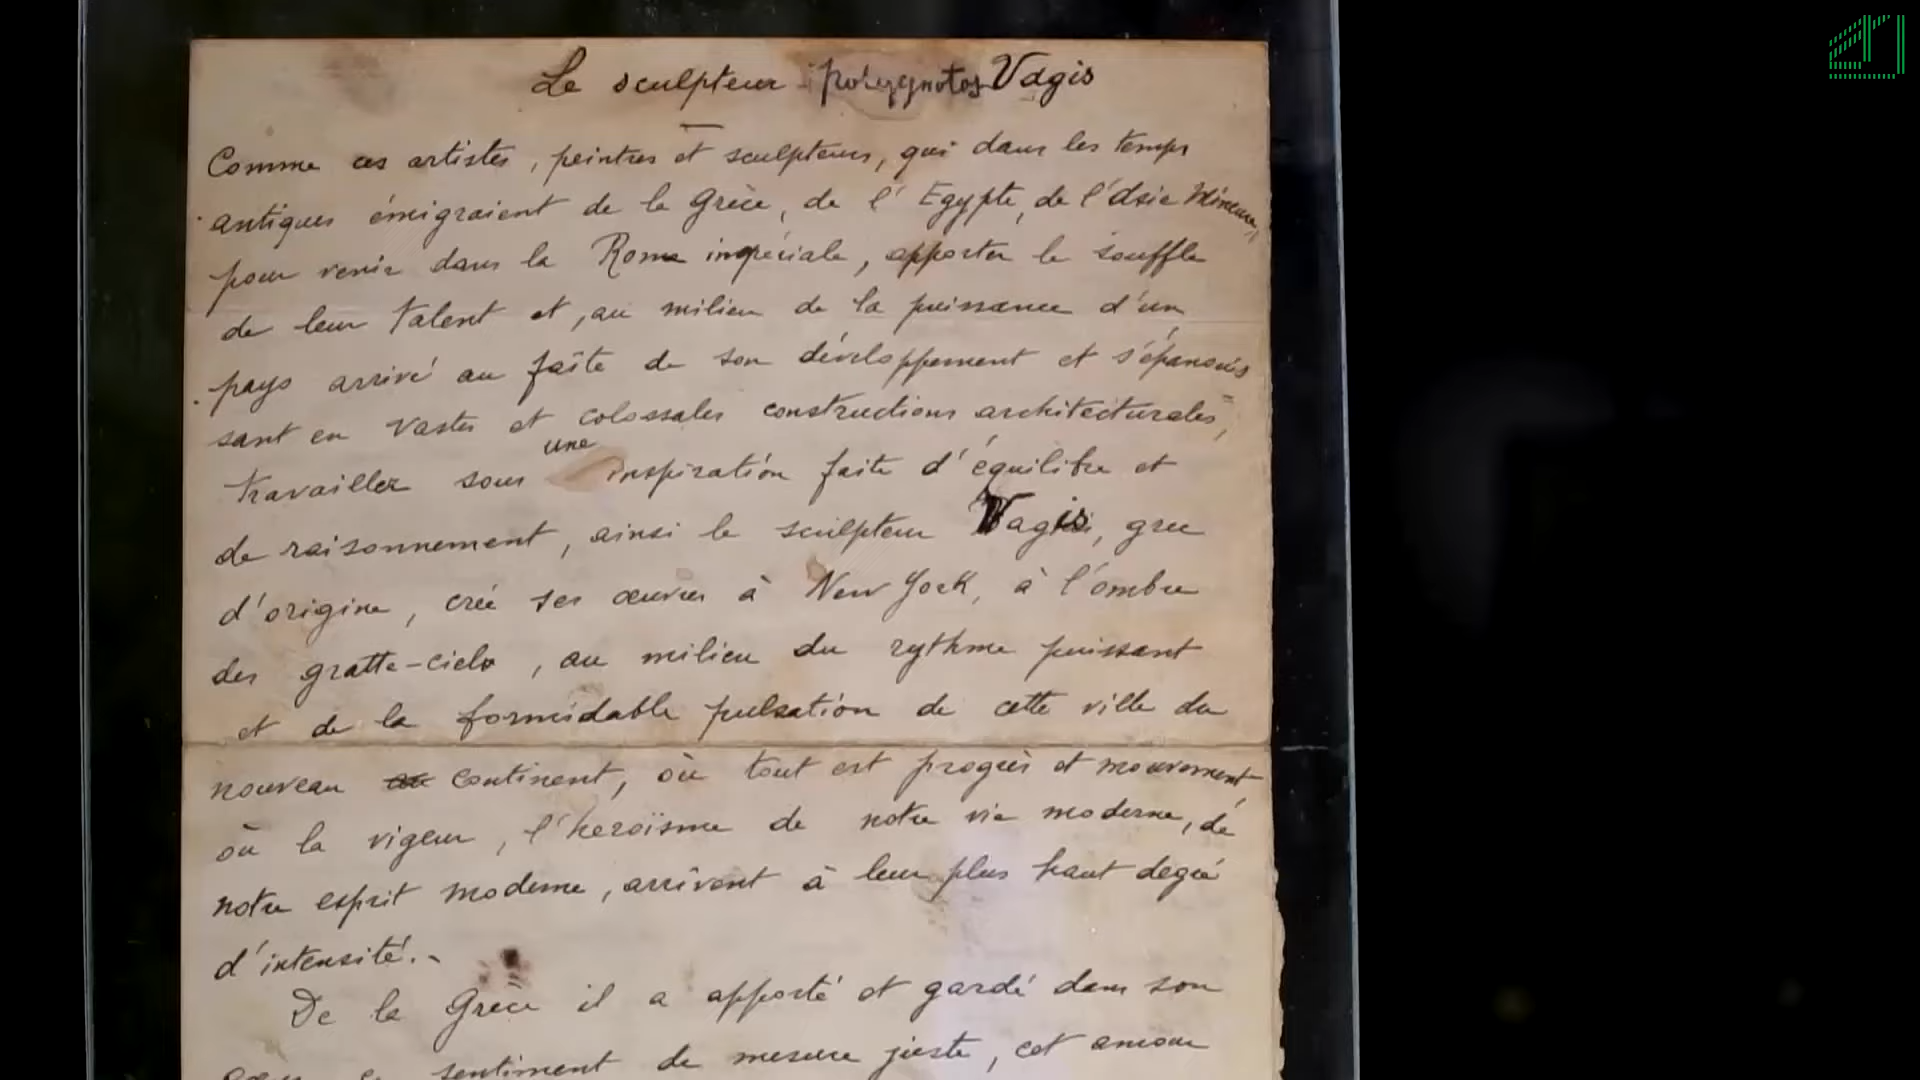 Le sculpteur polygnotos Vagis
Comme ces artistes, peintres et sculpteurs, qui dans les temps
antiques émigraient de la Grèce, de l'Egypte, de l'Asie Mineure,
pour venir dans la Rome impériale, apporter le souffle
de leur talent et, au milieu de la puissance d'un
pays arrivé au faîte de son développement et s'épanouis
sant en vastes et colossales constructions architecturales,
travailler sous une inspiration faite d'équilibre et
de raisonnement, ainsi le sculpteur Vagis, grec
d'origine, crée ses œuvres à New York, à l'ombre
des gratte-ciels, au milieu du rythme puissant
et de la formidable pulsation de cette ville du
nouveau continent, où tout est progrès et mouvement,
où la vigeur, l'heroïsme de notre vie moderne, de
notre esprit moderne, arrivent à leur plus haut degré
d'intensité.-
De la Grèce il a apporté et gardé dans son
sentiment de mesure juste, cet amour